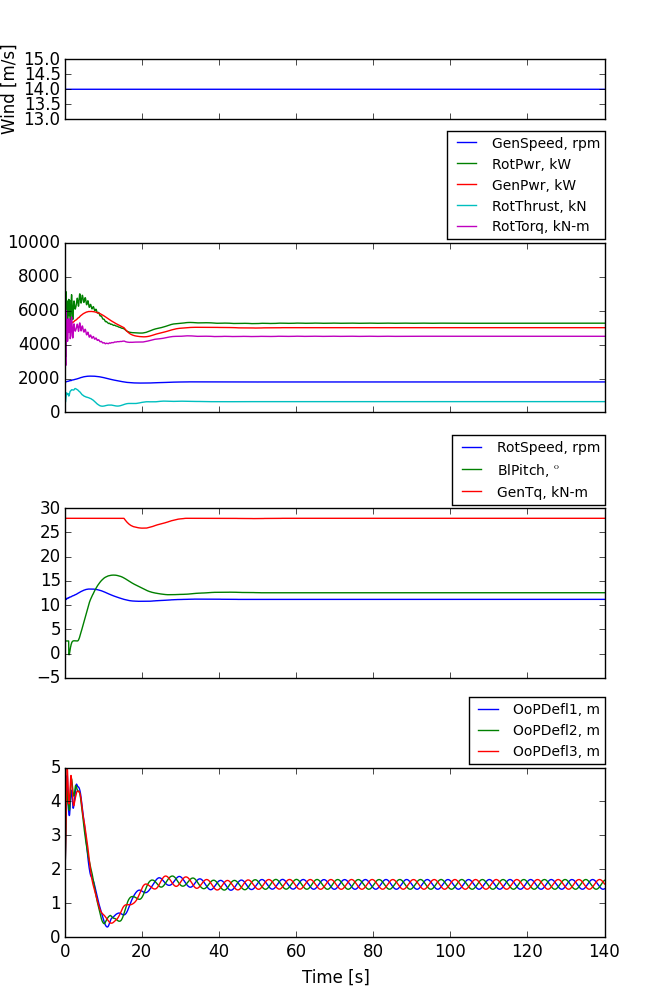 Wind [m/s]
15.0
14.5
14.0
13.5
13.0
GenSpeed, rpm
RotPwr, kW
GenPwr, kW
RotThrust, kN
RotTorq, kN-m
10000
8000
6000
4000
2000
0
RotSpeed, rpm
BlPitch, °
GenTq, kN-m
30
25
20
15
10
5
0
−5
OoPDefl1, m
OoPDefl2, m
OoPDefl3, m
5
4
3
2
1
0
0 20 40 60 80 100 120 140
Time [s]